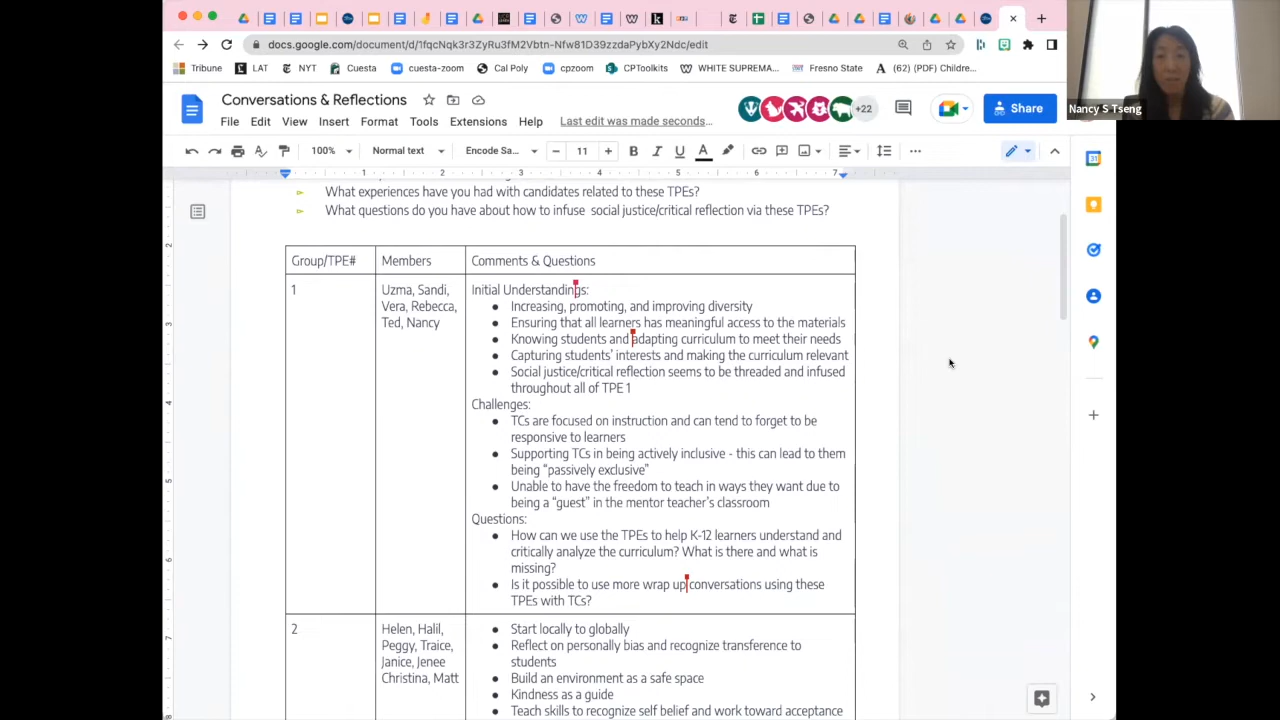 docs.google.com/document/d/1fqcNqk3r3ZyRu3fM2Vbtn-Nfw81D39zzdaPybXy2Ndc/edit
Tribune LAT NYT Cuesta cuesta-zoom Cal Poly cpzoom CPToolkits WHITE SUPREMA... Fresno State (62) (PDF) Childre...
Nancy S Tseng
Conversations & Reflections
+22
Share
File Edit View Insert Format Tools Extensions Help Last edit was made seconds...
100% Normal text Encode Sa... 11
What experiences have you had with candidates related to these TPEs?
What questions do you have about how to infuse social justice/critical reflection via these TPEs?
Group/TPE# Members Comments & Questions
1
Uzma, Sandi,
Vera, Rebecca,
Ted, Nancy
Initial Understandings:
● Increasing, promoting, and improving diversity
● Ensuring that all learners has meaningful access to the materials
● Knowing students and adapting curriculum to meet their needs
● Capturing students' interests and making the curriculum relevant
● Social justice/critical reflection seems to be threaded and infused
throughout all of TPE 1
Challenges:
● TCs are focused on instruction and can tend to forget to be
responsive to learners
● Supporting TCs in being actively inclusive - this can lead to them
being "passively exclusive"
● Unable to have the freedom to teach in ways they want due to
being a "guest" in the mentor teacher's classroom
Questions:
● How can we use the TPEs to help K-12 learners understand and
critically analyze the curriculum? What is there and what is
missing?
● Is it possible to use more wrap up conversations using these
TPEs with TCs?
2
Helen, Halil,
Peggy, Traice,
Janice, Jenee
Christina, Matt
● Start locally to globally
● Reflect on personally bias and recognize transference to
students
● Build an environment as a safe space
● Kindness as a guide
● Teach skills to recognize self belief and work toward acceptance